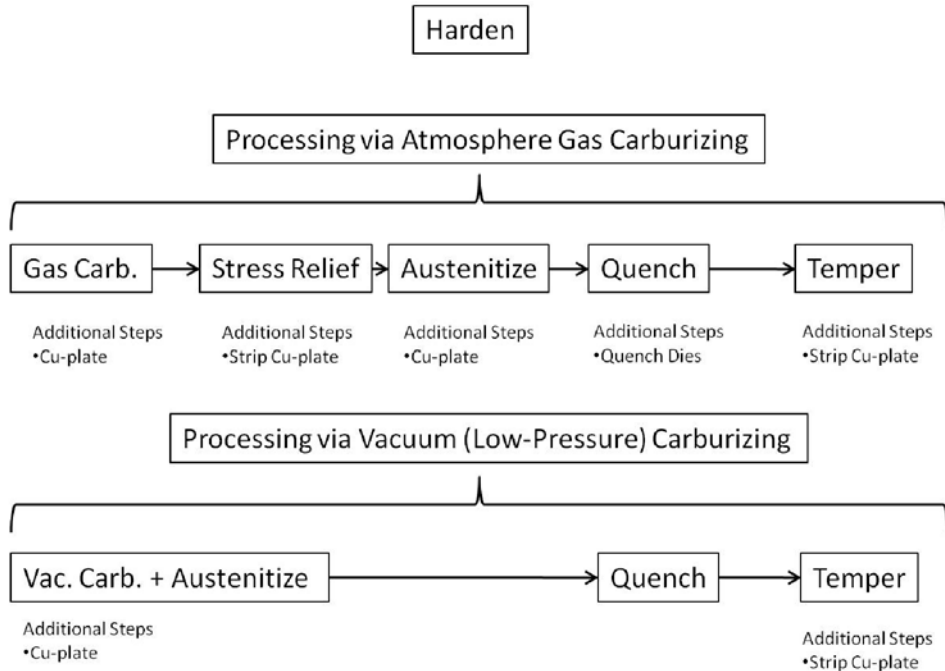 Harden
Processing via Atmosphere Gas Carburizing
Gas Carb.
Stress Relief
Austenitize
Quench
Temper
Additional Steps
•Cu-plate
Additional Steps
•Strip Cu-plate
Additional Steps
•Cu-plate
Additional Steps
•Quench Dies
Additional Steps
•Strip Cu-plate
Processing via Vacuum (Low-Pressure) Carburizing
Vac. Carb. + Austenitize
Quench
Temper
Additional Steps
•Cu-plate
Additional Steps
•Strip Cu-plate